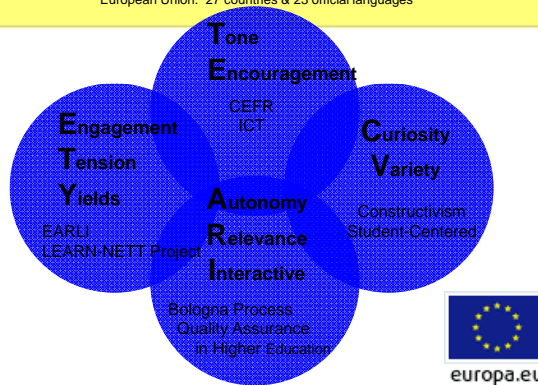 European Union: 27 countries & 23 official languages
Tone
Encouragement
CEFR
ICT
Engagement
Tension
Yields
EARLI
LEARN-NETT Project
Curiosity
Variety
Constructivism
Student-Centered
Autonomy
Relevance
Interactive
Bologna Process
Quality Assurance
in Higher Education
europa.eu